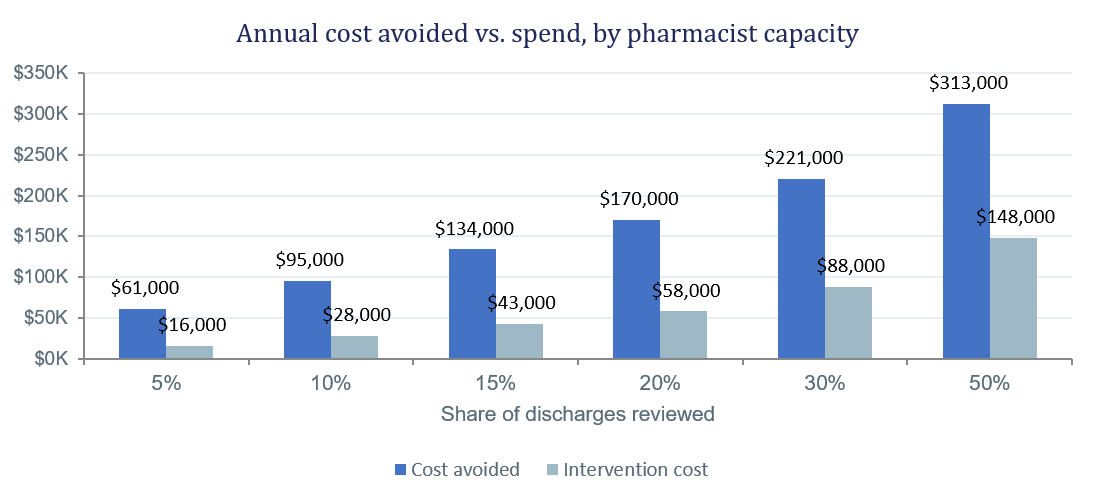 Annual cost avoided vs. spend, by pharmacist capacity
$350K
$300K
$250K
$200K
$150K
$100K
$50K
$0K
$61,000
$16,000
$95,000
$28,000
$134,000
$43,000
$170,000
$58,000
$221,000
$88,000
$313,000
$148,000
5%
10%
15%
20%
30%
50%
Share of discharges reviewed
Cost avoided
Intervention cost